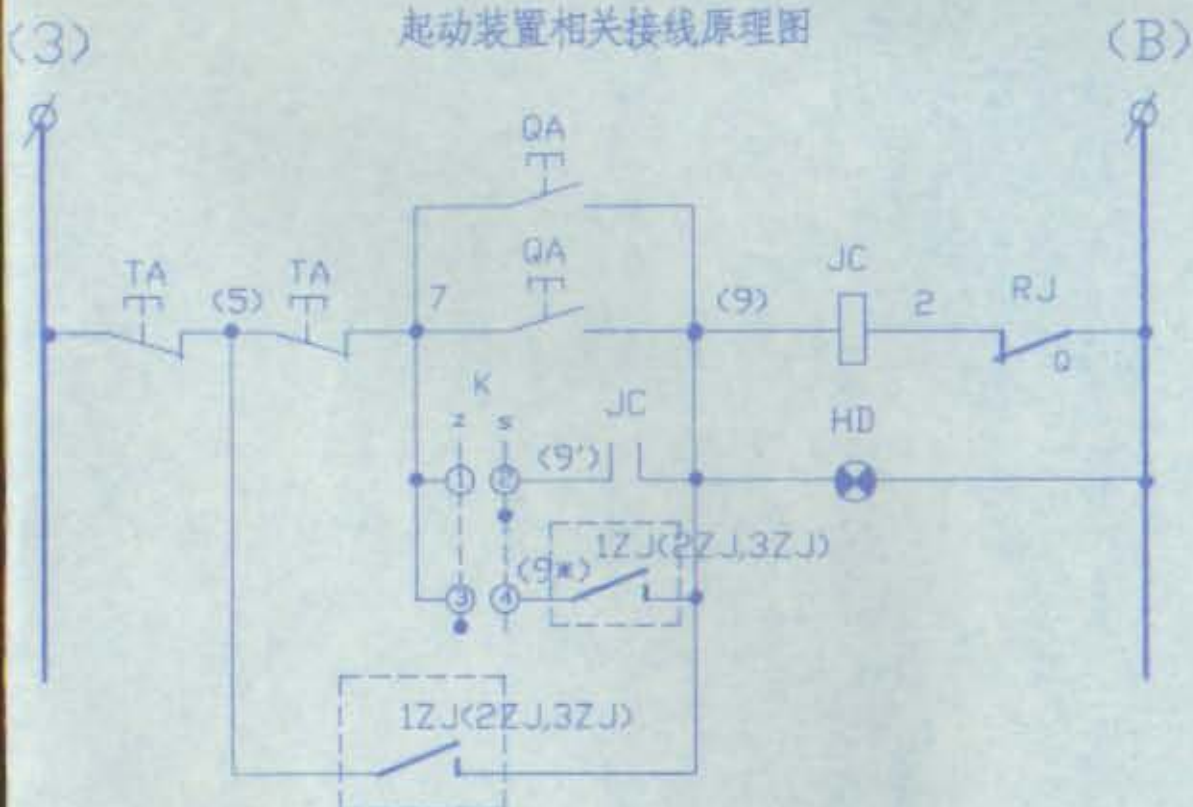 起动装置相关接线原理图
(3)
(B)
QA
QA
TA
(5)
TA
7
(9)
JC
2
RJ
Q
K
z s
JC
HD
1 2
(9')
1ZJ(2ZJ,3ZJ)
(9*)
3 4
1ZJ(2ZJ,3ZJ)